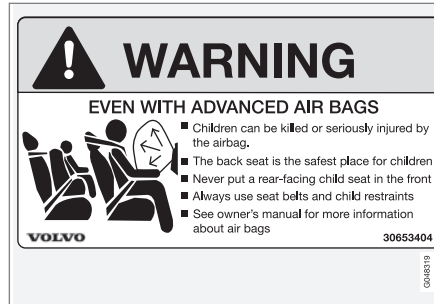 WARNING
EVEN WITH ADVANCED AIR BAGS
■ Children can be killed or seriously injured by
the airbag.
■ The back seat is the safest place for children
■ Never put a rear-facing child seat in the front
■ Always use seat belts and child restraints
■ See owner's manual for more information
about air bags
VOLVO
30653404
G048319